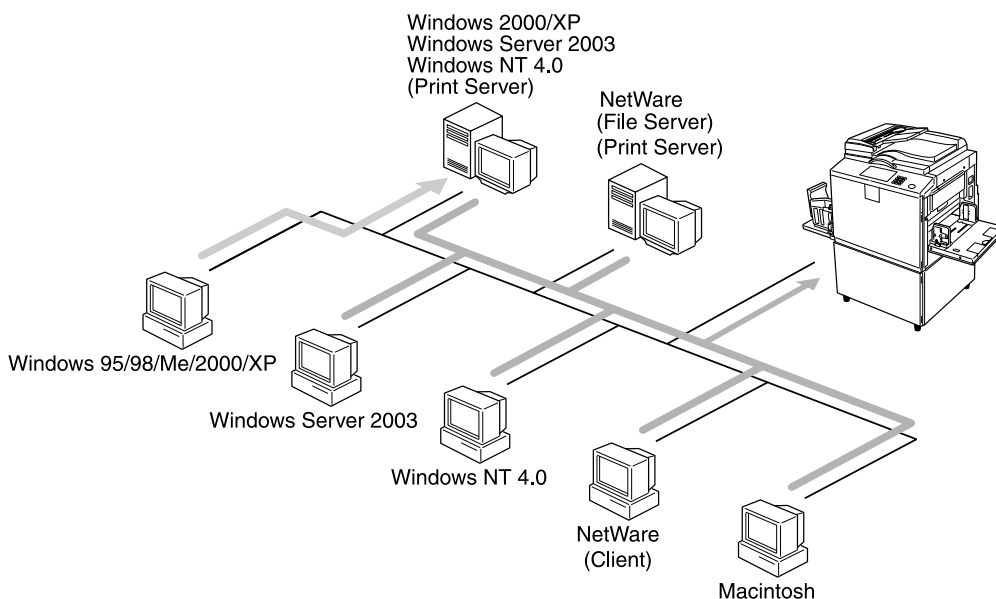 Windows 2000/XP
Windows Server 2003
Windows NT 4.0
(Print Server)
NetWare
(File Server)
(Print Server)
Windows 95/98/Me/2000/XP
Windows Server 2003
Windows NT 4.0
NetWare
(Client)
Macintosh